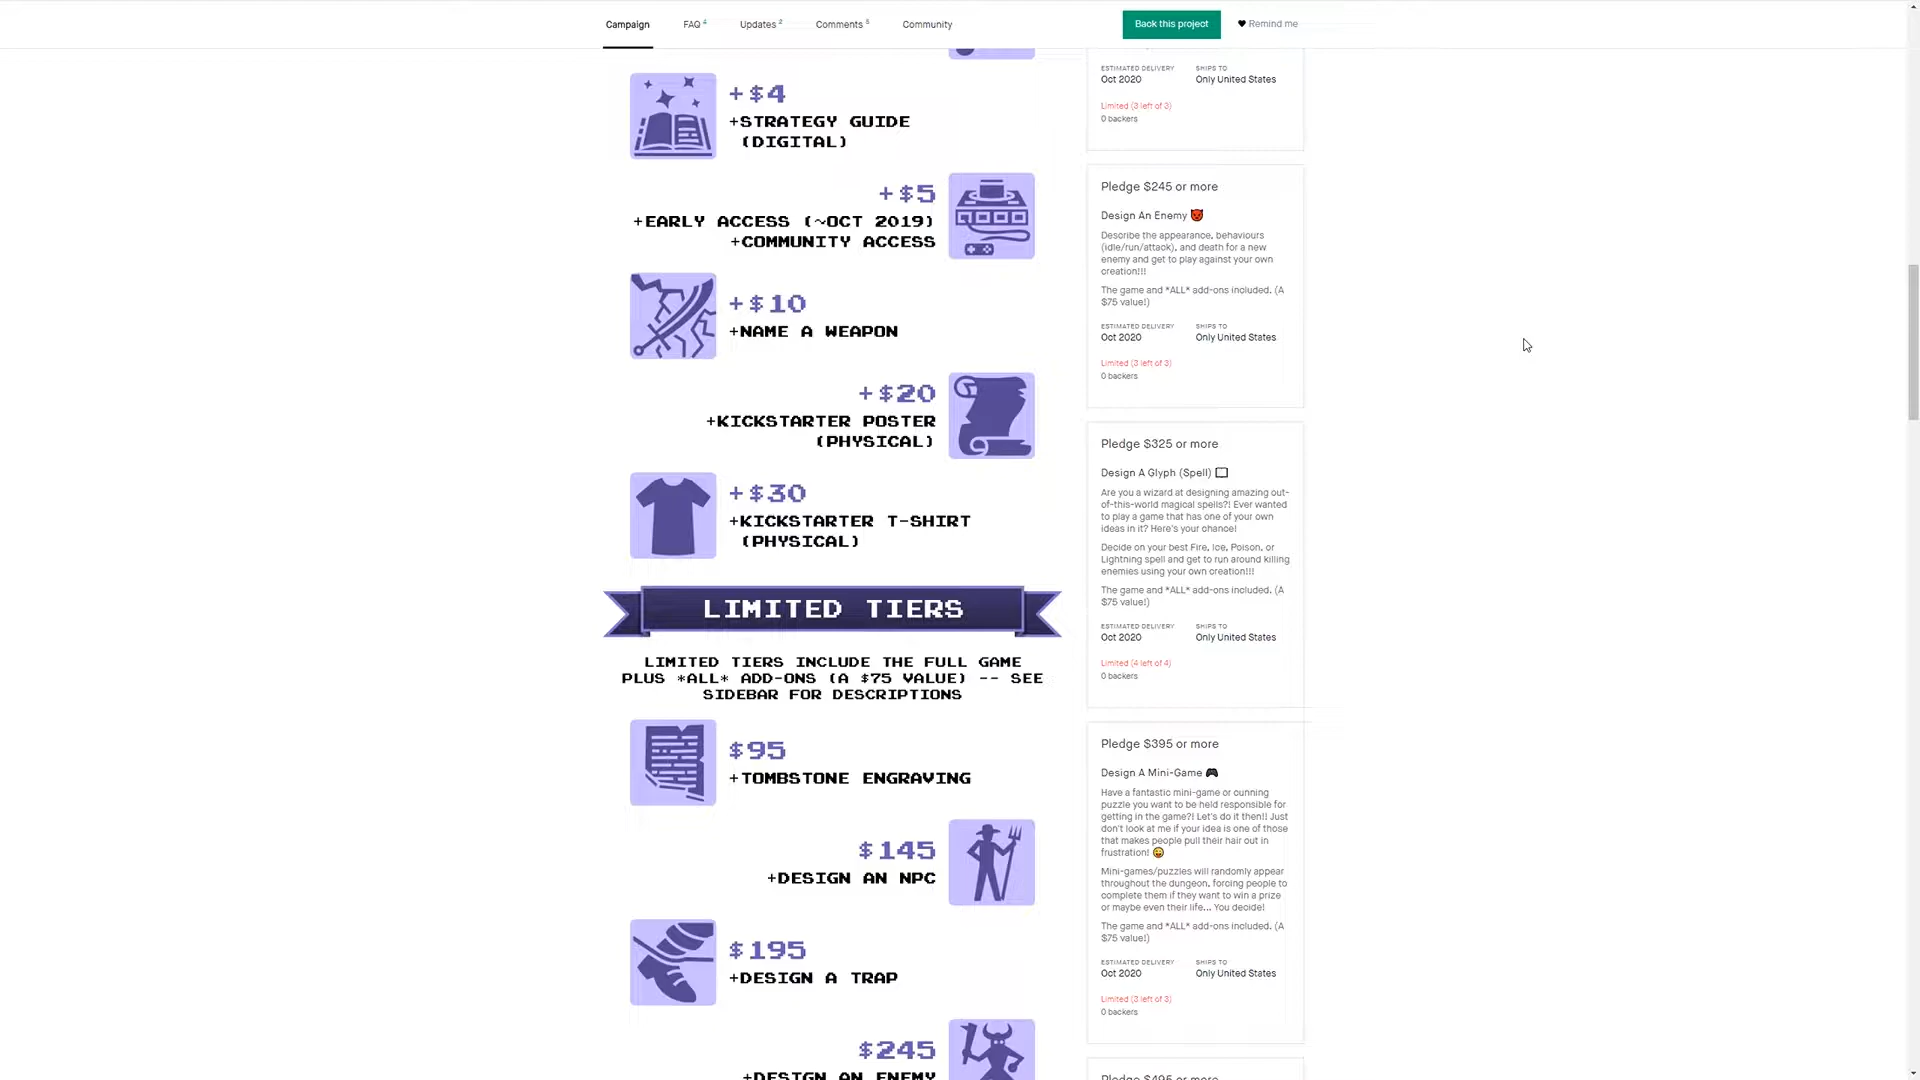 Campaign
FAQ 4
Updates 2
Comments 5
Community
Back this project
Remind me
+$4
+STRATEGY GUIDE
(DIGITAL)
+$5
+EARLY ACCESS (~OCT 2019)
+COMMUNITY ACCESS
+$10
+NAME A WEAPON
+$20
+KICKSTARTER POSTER
(PHYSICAL)
+$30
+KICKSTARTER T-SHIRT
(PHYSICAL)
LIMITED TIERS
LIMITED TIERS INCLUDE THE FULL GAME
PLUS *ALL* ADD-ONS (A $75 VALUE) -- SEE
SIDEBAR FOR DESCRIPTIONS
$95
+TOMBSTONE ENGRAVING
$145
+DESIGN AN NPC
$195
+DESIGN A TRAP
$245
+DESIGN AN ENEMY
ESTIMATED DELIVERY
Oct 2020
SHIPS TO
Only United States
Limited (3 left of 3)
0 backers
Pledge $245 or more
Design An Enemy
Describe the appearance, behaviours
(idle/run/attack), and death for a new
enemy and get to play against your own
creation!!!
The game and *ALL* add-ons included. (A
$75 value!)
ESTIMATED DELIVERY
Oct 2020
SHIPS TO
Only United States
Limited (3 left of 3)
0 backers
Pledge $325 or more
Design A Glyph (Spell)
Are you a wizard at designing amazing out-
of-this-world magical spells?! Ever wanted
to play a game that has one of your own
ideas in it? Here's your chance!
Decide on your best Fire, Ice, Poison, or
Lightning spell and get to run around killing
enemies using your own creation!!!
The game and *ALL* add-ons included. (A
$75 value!)
ESTIMATED DELIVERY
Oct 2020
SHIPS TO
Only United States
Limited (4 left of 4)
0 backers
Pledge $395 or more
Design A Mini-Game
Have a fantastic mini-game or cunning
puzzle you want to be held responsible for
getting in the game?! Let's do it then!! Just
don't look at me if your idea is one of those
that makes people pull their hair out in
frustration!
Mini-games/puzzles will randomly appear
throughout the dungeon, forcing people to
complete them if they want to win a prize
or maybe even their life... You decide!
The game and *ALL* add-ons included. (A
$75 value!)
ESTIMATED DELIVERY
Oct 2020
SHIPS TO
Only United States
Limited (3 left of 3)
0 backers
Pledge $495 or more